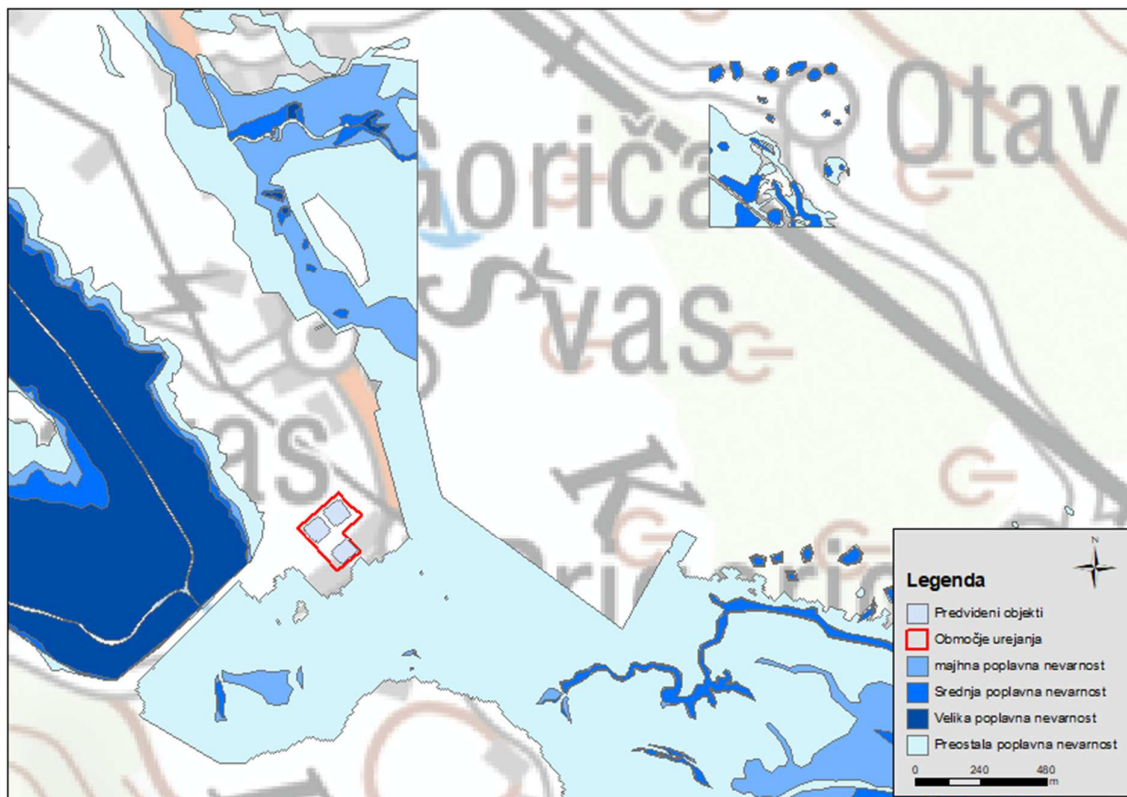 Otav
Goriča
vas
vas
K
Legenda
N
Predvideni objekti
Območje urejanja
majhna poplavna nevarnost
Srednja poplavna nevarnost
Velika poplavna nevarnost
Preostala poplavna nevarnost
0 240 480
m